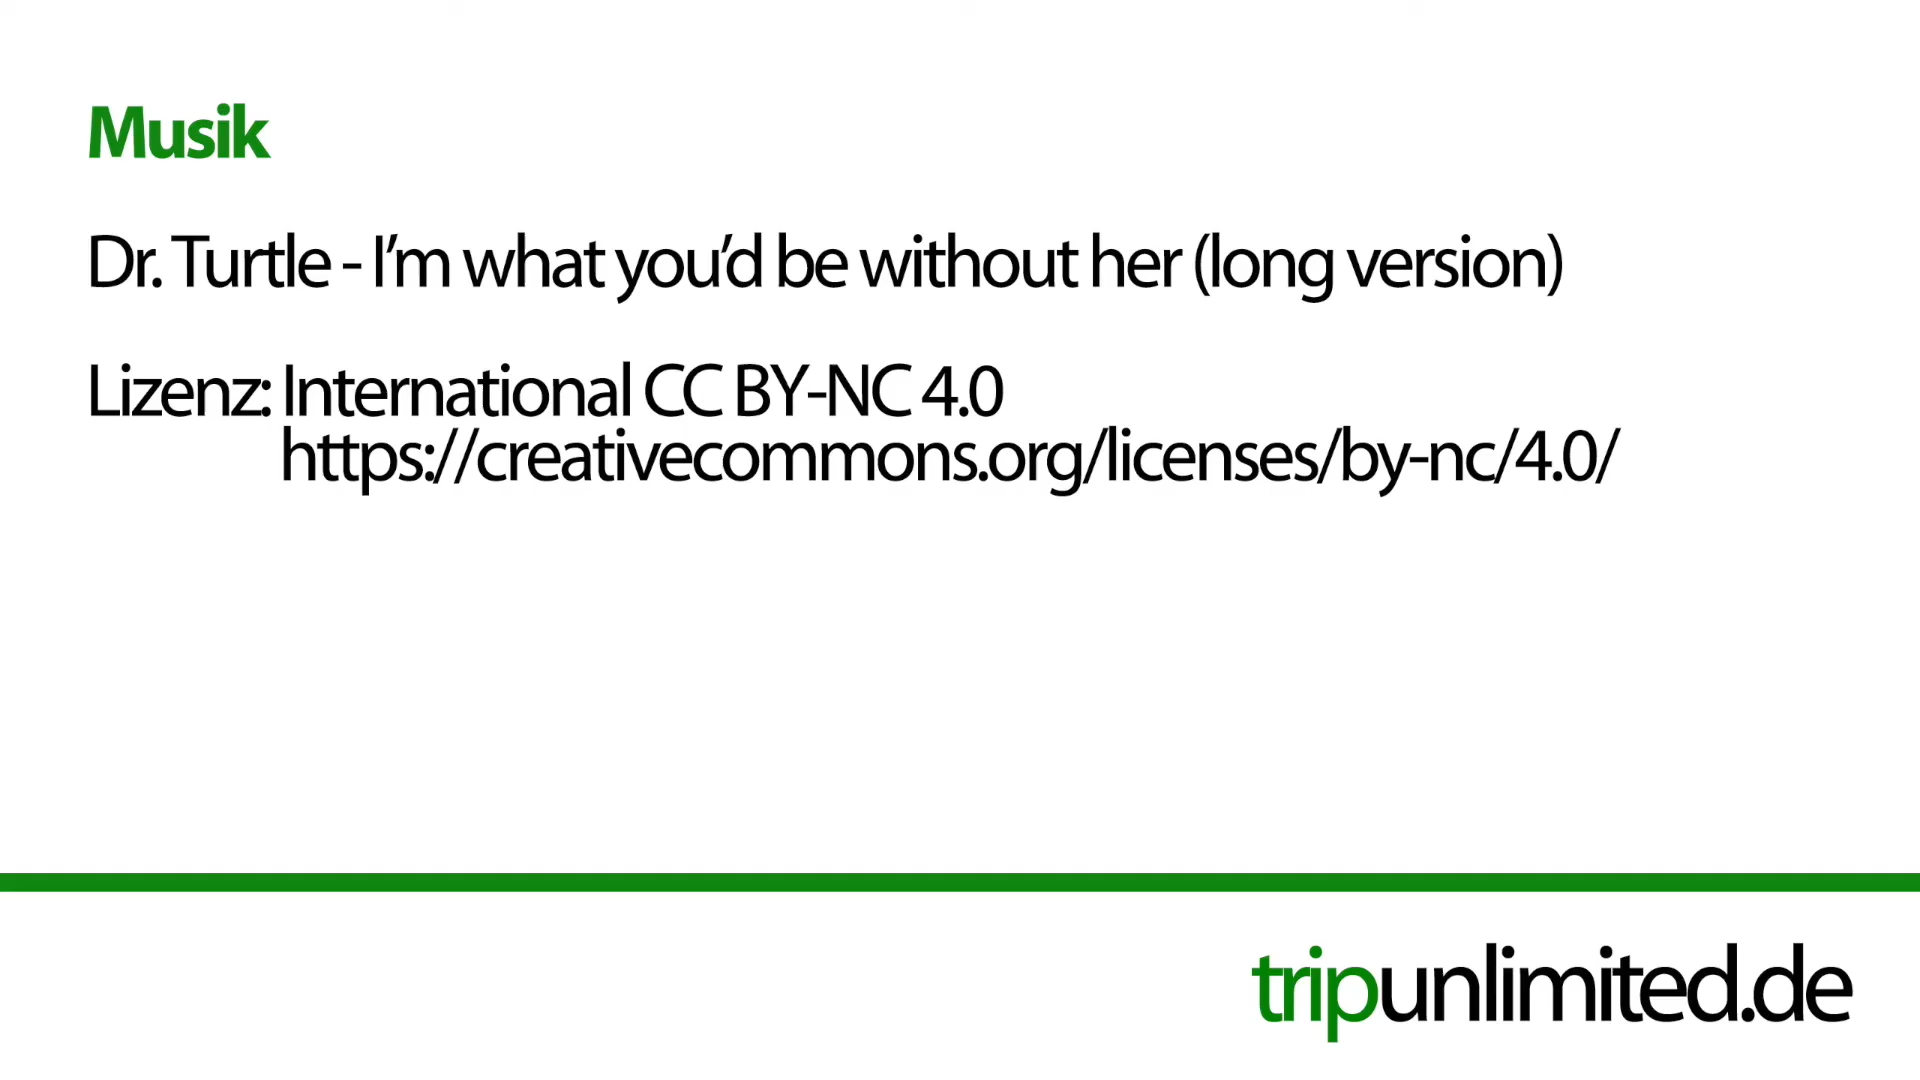 Musik
Dr. Turtle - I’m what you’d be without her (long version)
Lizenz: International CC BY-NC 4.0
https://creativecommons.org/licenses/by-nc/4.0/
tripunlimited.de